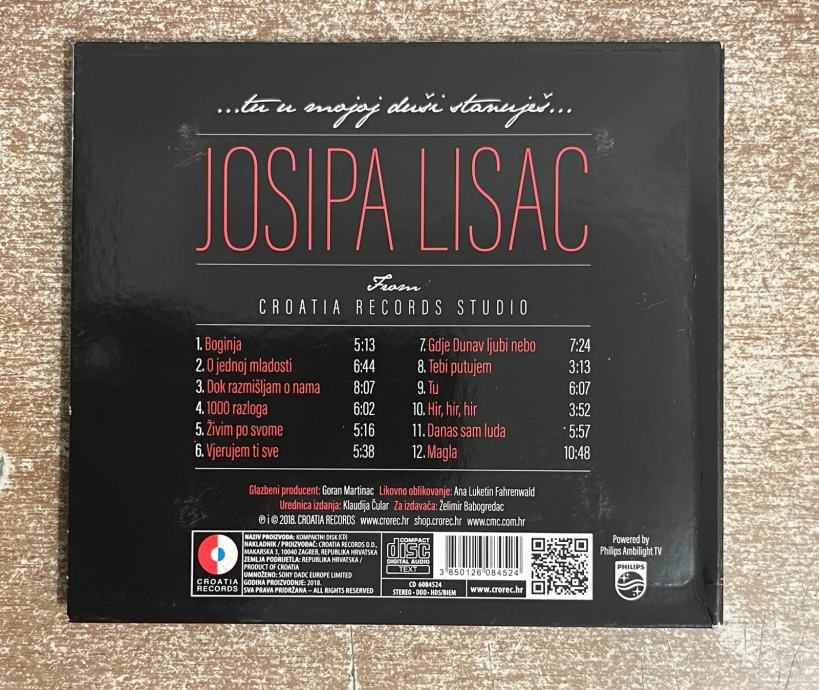 ...tu u mojoj duši stanuješ...
JOSIPA LISAC
From
CROATIA RECORDS STUDIO
1. Boginja 5:13
2. O jednoj mladosti 6:44
3. Dok razmišljam o nama 8:07
4. 1000 razloga 6:02
5. Živim po svome 5:16
6. Vjerujem ti sve 5:38
7. Gdje Dunav ljubi nebo 7:24
8. Tebi putujem 3:13
9. Tu 6:07
10. Hir, hir, hir 3:52
11. Danas sam luda 5:57
12. Magla 10:48
Glazbeni producent: Goran Martinac Likovno oblikovanje: Ana Luketin Fahrenwald
Urednica izdanja: Klaudija Čular Za izdavača: Želimir Babogredac
℗ i © 2018. CROATIA RECORDS www.crorec.hr shop.crorec.hr www.cmc.com.hr
CROATIA
RECORDS
NAZIV PROIZVODA: KOMPAKTNI DISK (CD)
NAKLADNIK / PROIZVOĐAČ: CROATIA RECORDS D.D.,
MAKARSKA 3, 10040 ZAGREB, REPUBLIKA HRVATSKA
ZEMLJA PODRIJETLA: REPUBLIKA HRVATSKA /
PRODUCT OF CROATIA
UMNOŽENO: SONY DADC EUROPE LIMITED
GODINA PROIZVODNJE: 2018.
SVA PRAVA PRIDRŽANA – ALL RIGHTS RESERVED
COMPACT
disc
DIGITAL AUDIO
TEXT
CD 6084524
STEREO • DDD • HDS/BIEM
3 850126 084524
www.crorec.hr
Powered by
Philips Ambilight TV
PHILIPS